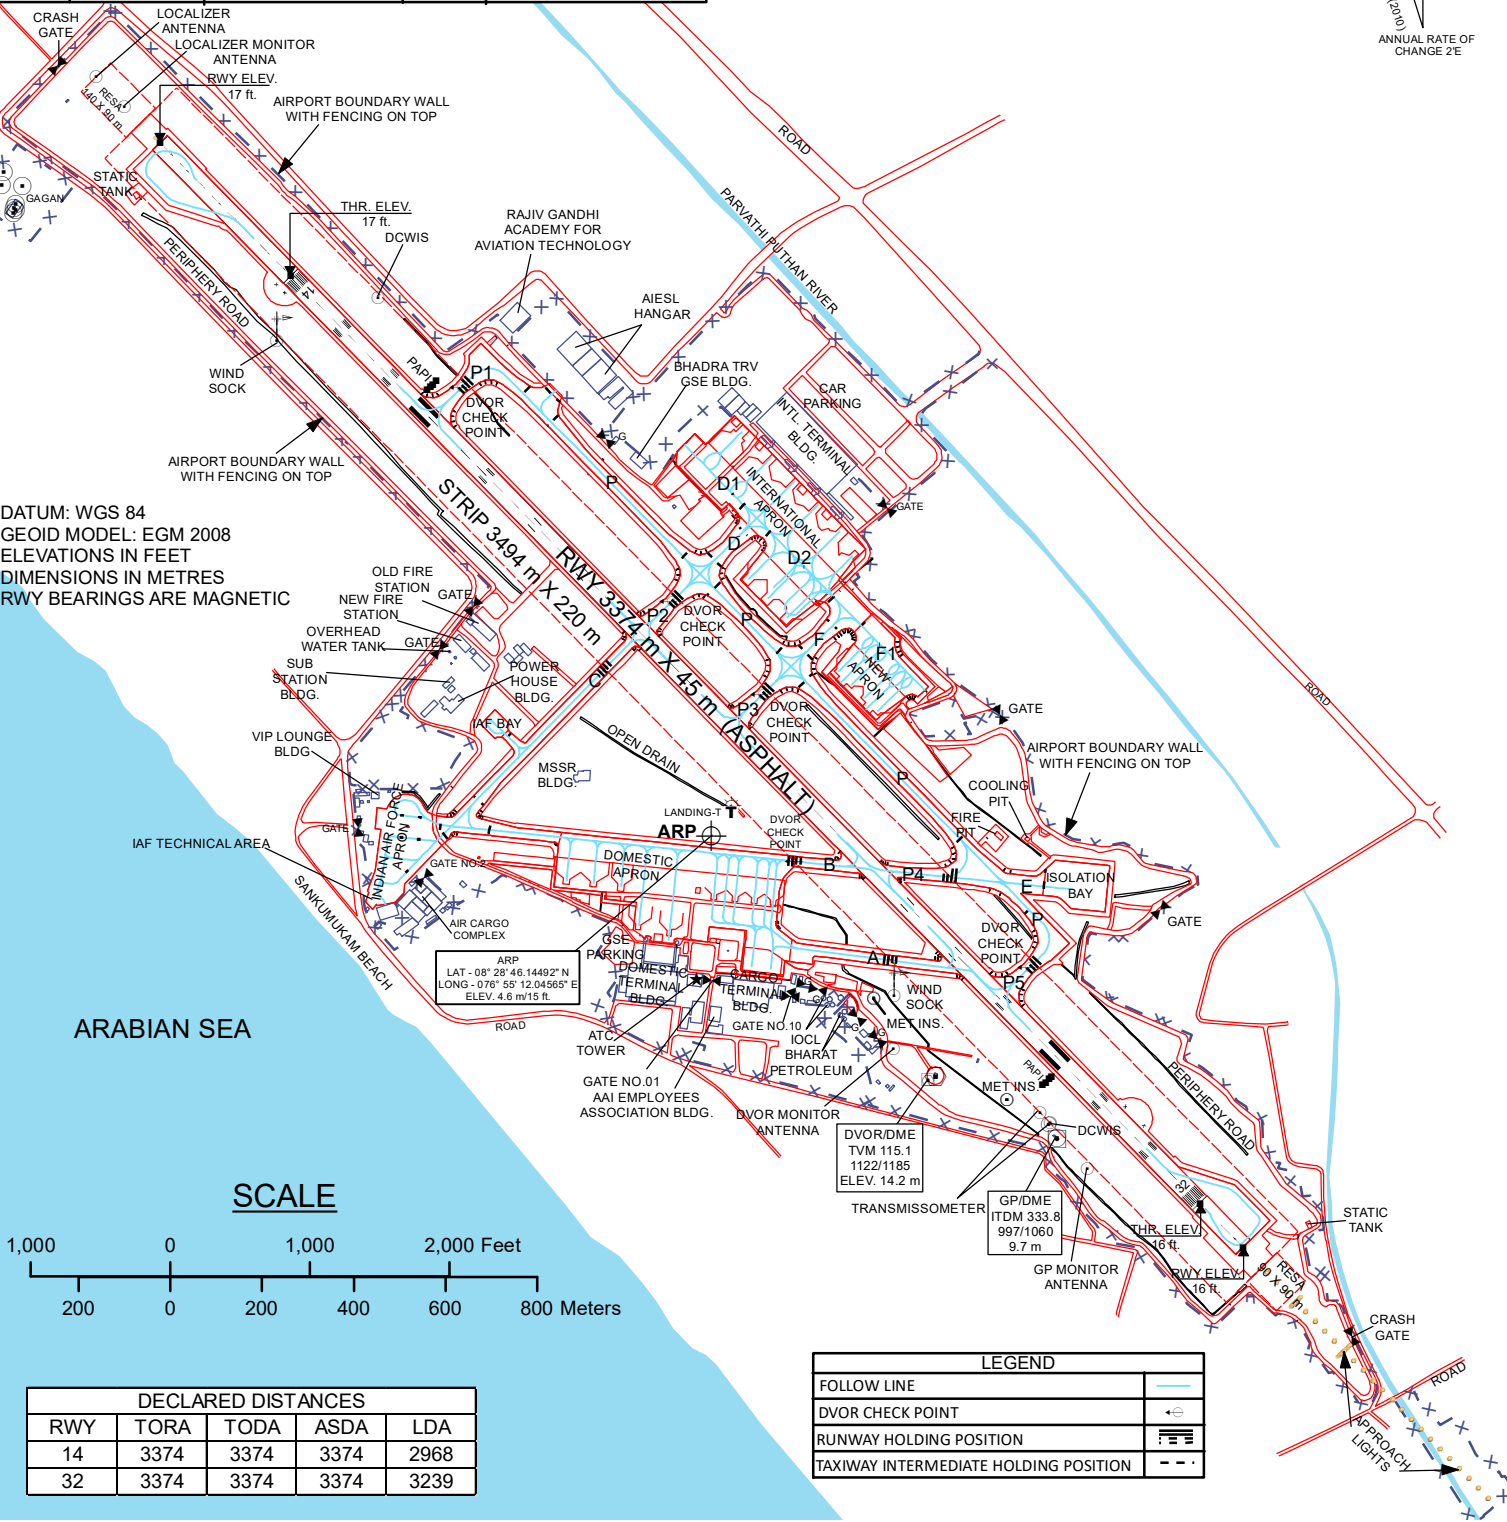 CRASH
GATE
LOCALIZER
ANTENNA
LOCALIZER MONITOR
ANTENNA
(2010)
ANNUAL RATE OF
CHANGE 2'E
RESA
140 X 90 m
RWY ELEV.
17 ft.
AIRPORT BOUNDARY WALL
WITH FENCING ON TOP
ROAD
STATIC
TANK
GAGAN
THR. ELEV.
17 ft.
DCWIS
RAJIV GANDHI
ACADEMY FOR
AVIATION TECHNOLOGY
PARVATHI PUTHAN RIVER
PERIPHERY ROAD
14
AIESL
HANGAR
WIND
SOCK
PAPI
P1
DVOR
CHECK
POINT
BHADRA TRV
GSE BLDG.
CAR
PARKING
INTL. TERMINAL
BLDG.
G
AIRPORT BOUNDARY WALL
WITH FENCING ON TOP
P
D1
INTERNATIONAL
APRON
GATE
STRIP 3494 m X 220 m
RWY 3374 m X 45 m (ASPHALT)
D
D2
DATUM: WGS 84
GEOID MODEL: EGM 2008
ELEVATIONS IN FEET
DIMENSIONS IN METRES
RWY BEARINGS ARE MAGNETIC
OLD FIRE
STATION
GATE
NEW FIRE
STATION
OVERHEAD
WATER TANK
GATE
SUB
STATION
BLDG.
POWER
HOUSE
BLDG.
P2
DVOR
CHECK
POINT
P
F
F1
NEW
APRON
C
ROAD
P3
DVOR
CHECK
POINT
GATE
IAF BAY
OPEN DRAIN
VIP LOUNGE
BLDG
MSSR
BLDG.
AIRPORT BOUNDARY WALL
WITH FENCING ON TOP
P
COOLING
PIT
FIRE
PIT
LANDING-T
T
ARP
DVOR
CHECK
POINT
GATE
IAF TECHNICAL AREA
INDIAN AIR FORCE
APRON
GATE NO.2
DOMESTIC
APRON
B
P4
E
ISOLATION
BAY
P
GATE
SANKUMUKAM BEACH
AIR CARGO
COMPLEX
DVOR
CHECK
POINT
GSE
PARKING
A
P5
ARP
LAT - 08° 28' 46.14492" N
LONG - 076° 55' 12.04565" E
ELEV. 4.6 m/15 ft.
DOMESTIC
TERMINAL
BLDG.
CARGO
TERMINAL
BLDG.
G
G
G
G
WIND
SOCK
MET INS.
ARABIAN SEA
ROAD
ATC
TOWER
GATE NO.10
IOCL
BHARAT
PETROLEUM
GATE NO.01
AAI EMPLOYEES
ASSOCIATION BLDG.
PAPI
MET INS.
PERIPHERY ROAD
DVOR MONITOR
ANTENNA
DCWIS
DVOR/DME
TVM 115.1
1122/1185
ELEV. 14.2 m
TRANSMISSOMETER
GP/DME
ITDM 333.8
997/1060
9.7 m
GP MONITOR
ANTENNA
32
THR. ELEV.
16 ft.
RWY ELEV.
16 ft.
STATIC
TANK
RESA
90 X 90 m
CRASH
GATE
ROAD
APPROACH
LIGHTS
SCALE
1,000 0 1,000 2,000 Feet
200 0 200 400 600 800 Meters
DECLARED DISTANCES
RWY TORA TODA ASDA LDA
14 3374 3374 3374 2968
32 3374 3374 3374 3239
LEGEND
FOLLOW LINE
DVOR CHECK POINT
RUNWAY HOLDING POSITION
TAXIWAY INTERMEDIATE HOLDING POSITION